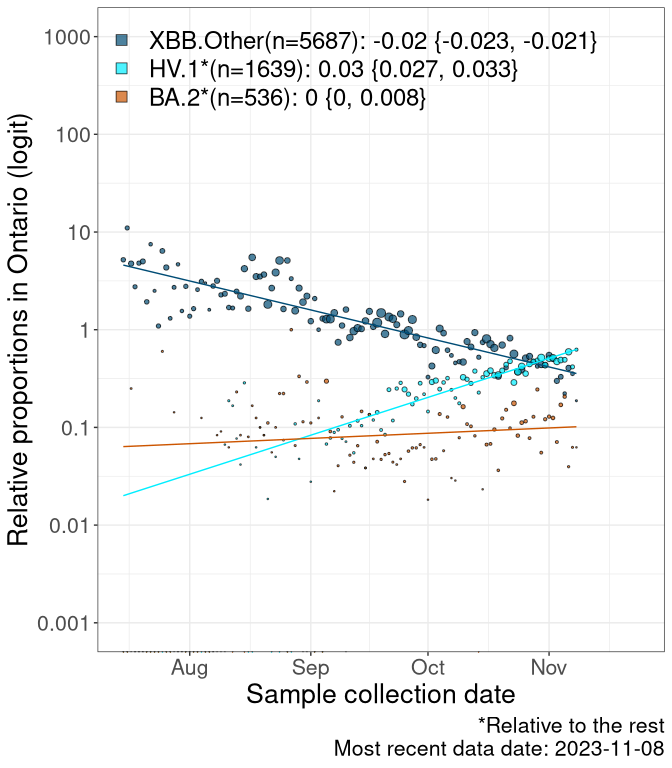 XBB.Other(n=5687): -0.02 {-0.023, -0.021}
HV.1*(n=1639): 0.03 {0.027, 0.033}
BA.2*(n=536): 0 {0, 0.008}
Relative proportions in Ontario (logit)
1000
100
10
1
0.1
0.01
0.001
Aug Sep Oct Nov
Sample collection date
*Relative to the rest
Most recent data date: 2023-11-08